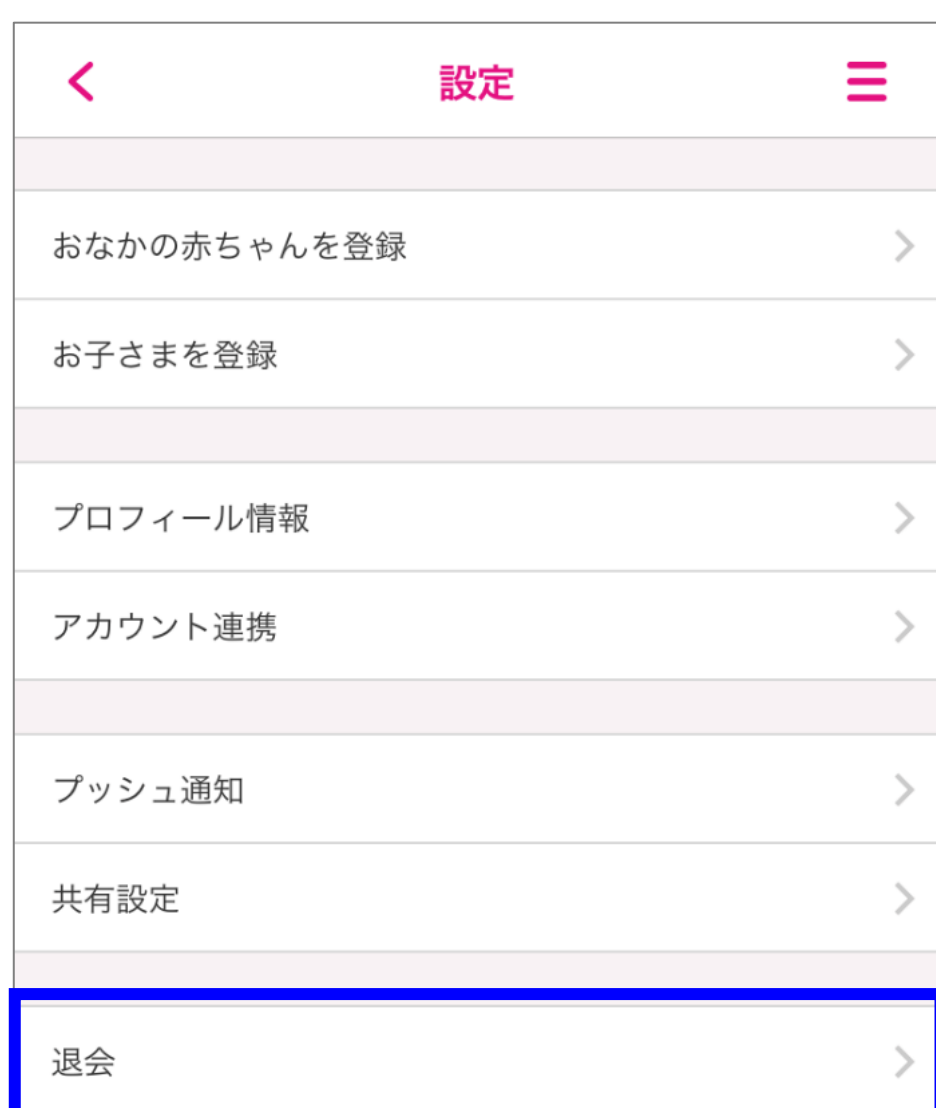 設定
おなかの赤ちゃんを登録
お子さまを登録
プロフィール情報
アカウント連携
プッシュ通知
共有設定
退会